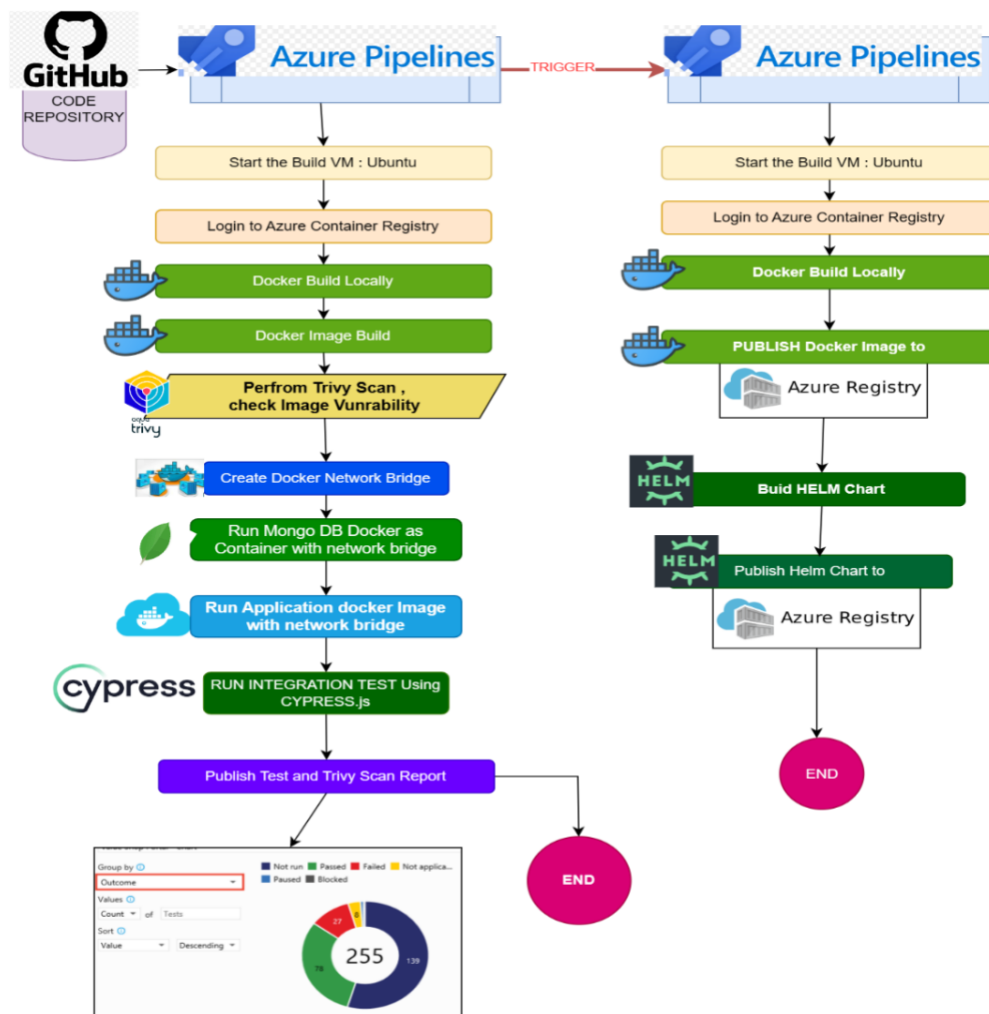 GitHub
CODE
REPOSITORY
Azure Pipelines
TRIGGER
Azure Pipelines
Start the Build VM : Ubuntu
Login to Azure Container Registry
Docker Build Locally
Docker Image Build
Perfrom Trivy Scan ,
check Image Vunrability
aqua
trivy
Create Docker Network Bridge
Run Mongo DB Docker as
Container with network bridge
Run Application docker Image
with network bridge
cypress
RUN INTEGRATION TEST Using
CYPRESS.js
Publish Test and Trivy Scan Report
END
Group by
Outcome
Values
Count of Tests
Sort
Value Descending
Not run Passed Failed Not applica...
Paused Blocked
27
78
139
255
Start the Build VM : Ubuntu
Login to Azure Container Registry
Docker Build Locally
PUBLISH Docker Image to
Azure Registry
HELM
Buid HELM Chart
HELM
Publish Helm Chart to
Azure Registry
END